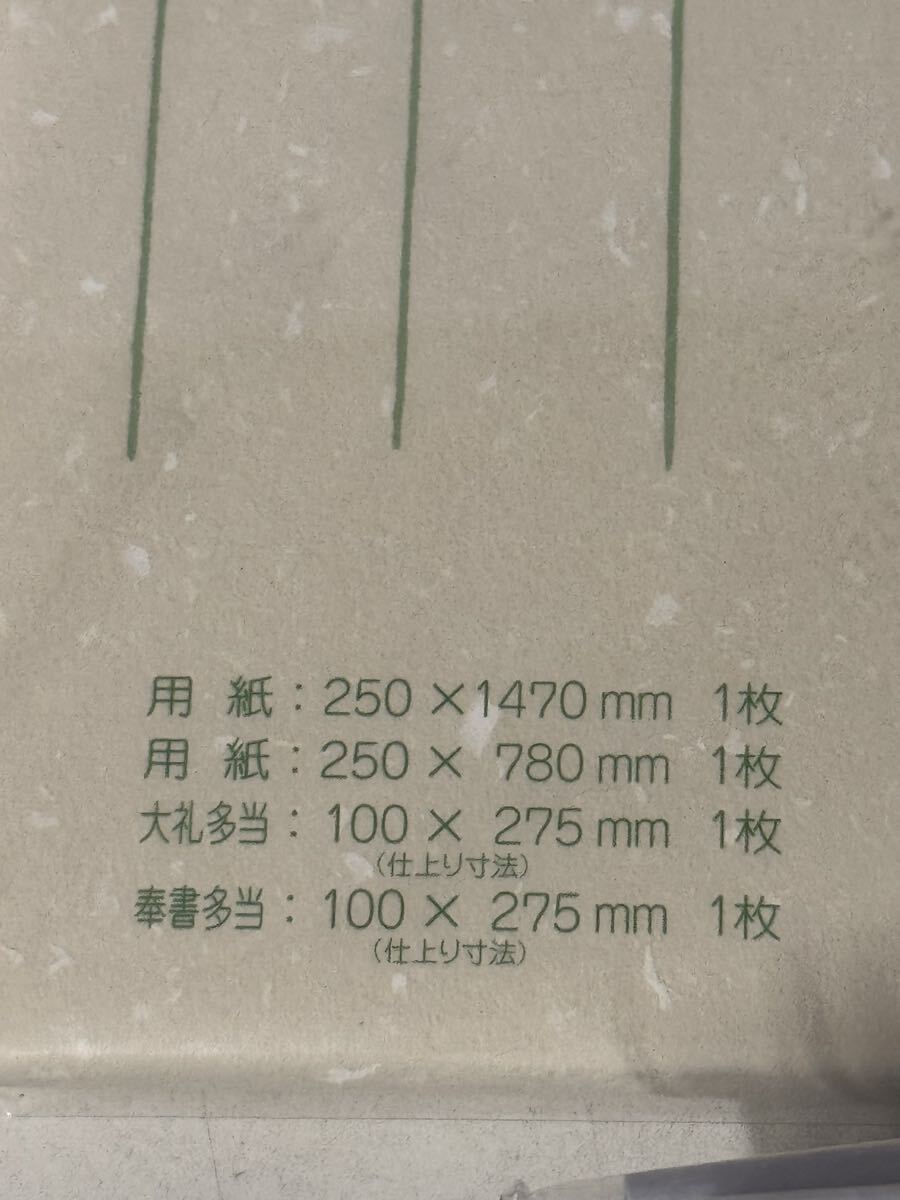 用 紙：250 × 1470 mm 1枚
用 紙：250 × 780 mm 1枚
大礼多当：100 × 275 mm 1枚
（仕上り寸法）
奉書多当：100 × 275 mm 1枚
（仕上り寸法）